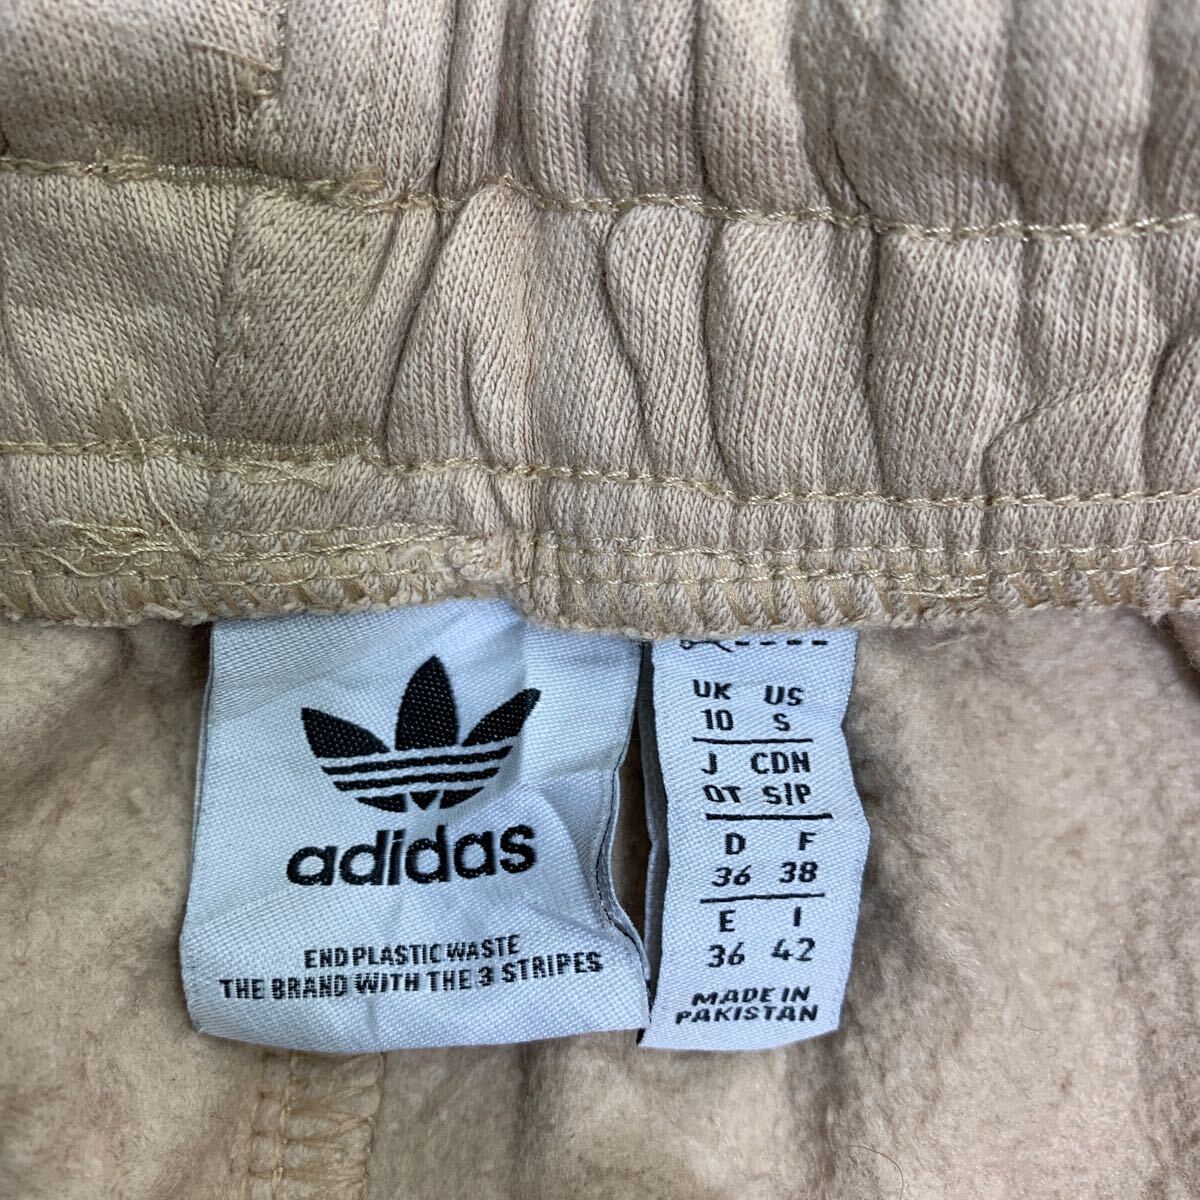 adidas
END PLASTIC WASTE
THE BRAND WITH THE 3 STRIPES
UK US
10 S
J CDN
OT S/P
D F
36 38
E I
36 42
MADE IN
PAKISTAN